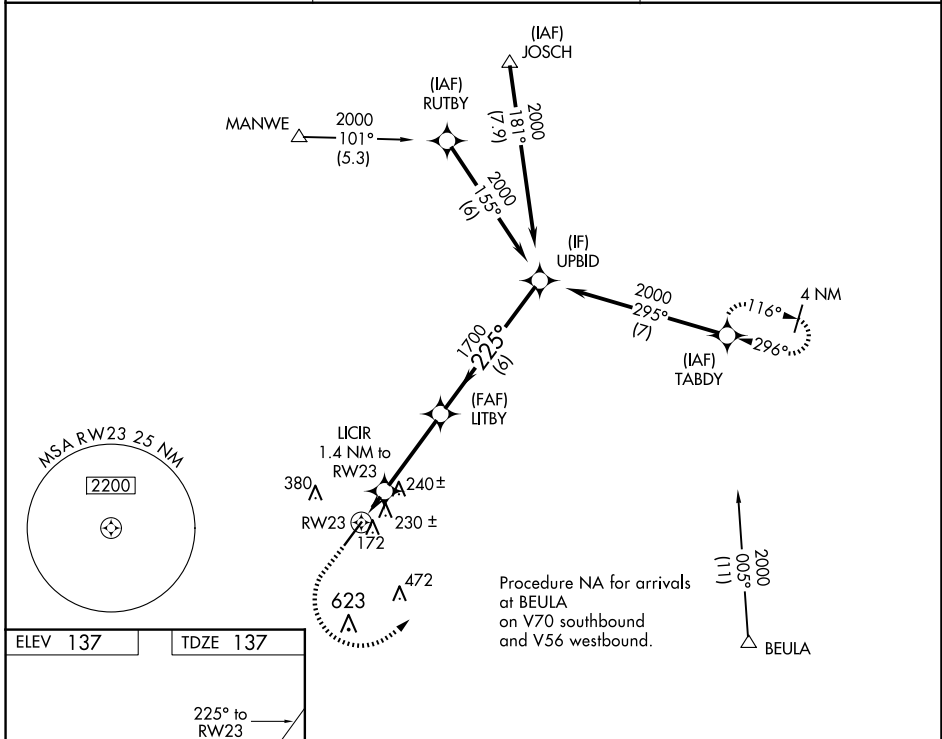 (IAF)
JOSCH
(IAF)
RUTBY
MANWE
2000
101°
(5.3)
2000
181°
(7.9)
2000
155°
(6)
(IF)
UPBID
2000
295°
(7)
4 NM
116°
296°
(IAF)
TABDY
1700
225°
(6)
(FAF)
LITBY
LICIR
1.4 NM to
RW23
380
240±
RW23
230 ±
172
472
623
MSA RW23 25 NM
2200
Procedure NA for arrivals
at BEULA
on V70 southbound
and V56 westbound.
2000
005°
(11)
BEULA
ELEV 137
TDZE 137
225° to
RW23